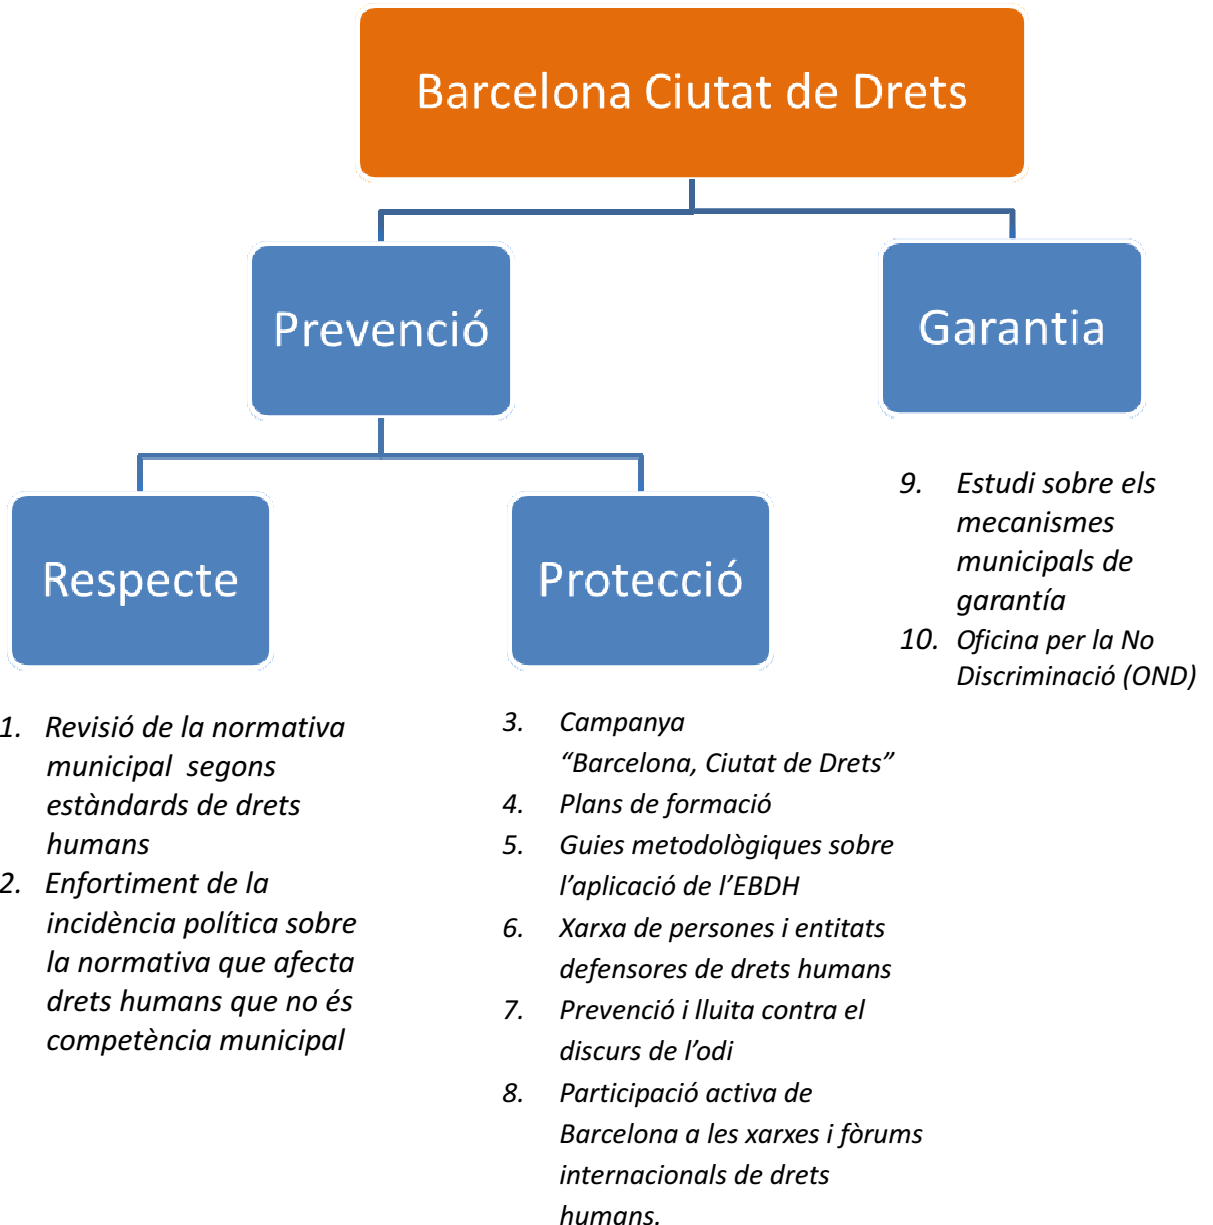 Barcelona Ciutat de Drets
Prevenció
Garantia
Respecte
Protecció
9. Estudi sobre els
mecanismes
municipals de
garantía
10. Oficina per la No
Discriminació (OND)
1. Revisió de la normativa
municipal segons
estàndards de drets
humans
2. Enfortiment de la
incidència política sobre
la normativa que afecta
drets humans que no és
competència municipal
3. Campanya
“Barcelona, Ciutat de Drets”
4. Plans de formació
5. Guies metodològiques sobre
l’aplicació de l’EBDH
6. Xarxa de persones i entitats
defensores de drets humans
7. Prevenció i lluita contra el
discurs de l’odi
8. Participació activa de
Barcelona a les xarxes i fòrums
internacionals de drets
humans.